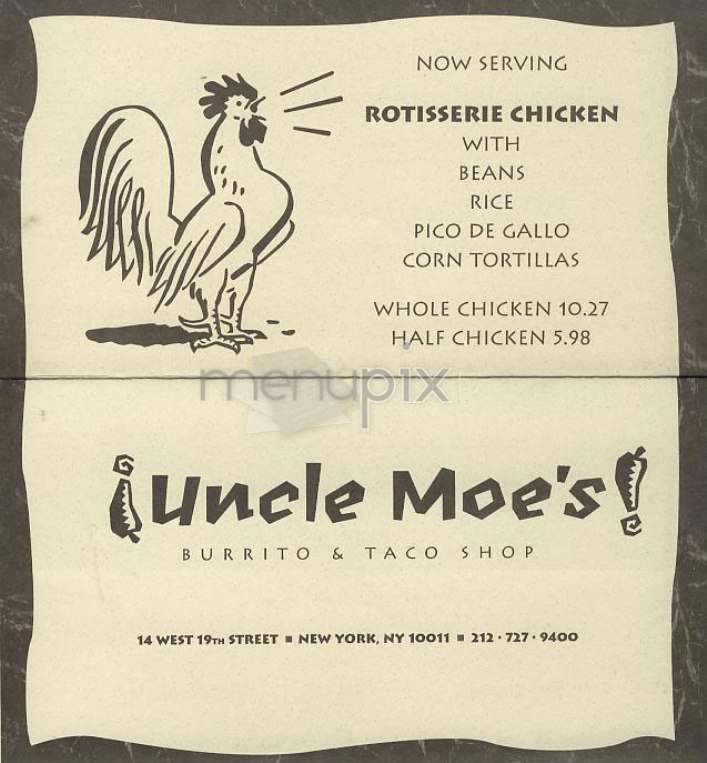 NOW SERVING
ROTISSERIE CHICKEN
WITH
BEANS
RICE
PICO DE GALLO
CORN TORTILLAS
WHOLE CHICKEN 10.27
HALF CHICKEN 5.98
menupix
¡Uncle Moe's!
BURRITO & TACO SHOP
14 WEST 19TH STREET ▪ NEW YORK, NY 10011 ▪ 212 · 727 · 9400